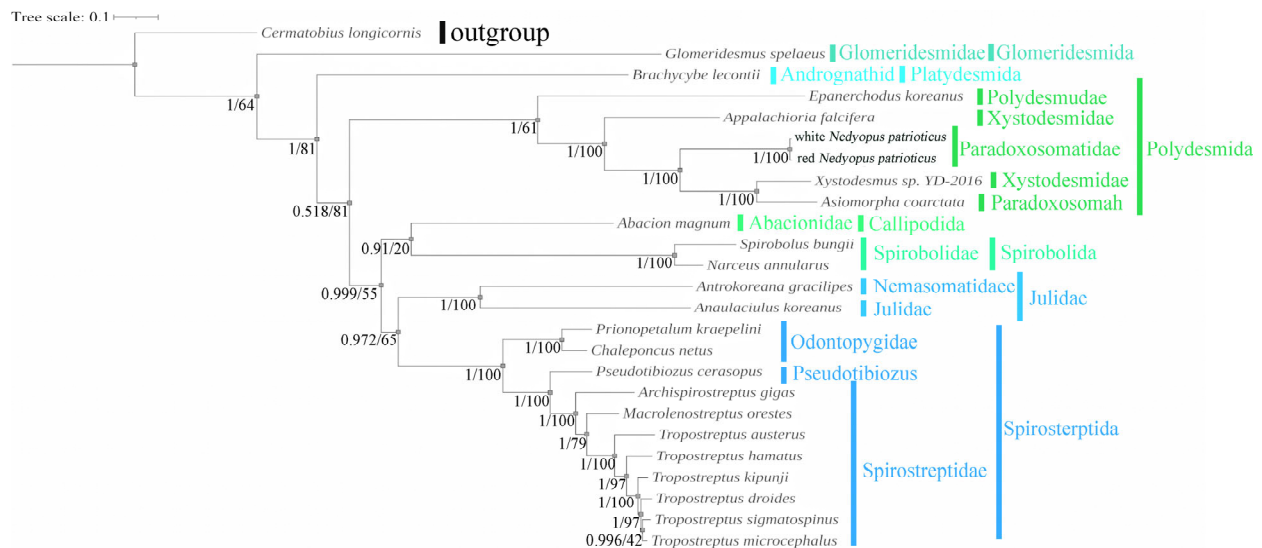 Tree scale: 0.1
Cermatobius longicornis outgroup
Glomeridesmus spelaeus Glomeridesmidae Glomeridesmida
Brachycybe lecontii Andrognathid Platydesmida
1/64
Epanerchodus koreanus Polydesmudae
1/61
Appalachioria falcifera Xystodesmidae
1/81
white Nedyopus patrioticus
1/100
Paradoxosomatidae Polydesmida
1/100
red Nedyopus patrioticus
1/100
Xystodesmus sp. YD-2016 Xystodesmidae
1/100
Asiomorpha coarctata Paradoxosomah
0.518/81
Abacion magnum Abacionidae Callipodida
0.91/20
Spirobolus bungii
Spirobolidae Spirobolida
1/100
Narceus annularus
0.999/55
Antrokoreana gracilipes Nemasomatidace
Julidae
1/100
Anaulaciulus koreanus Julidae
0.972/65
Prionopetalum kraepelini
Odontopygidae
1/100
Chaleponcus netus
1/100
Pseudotibiozus cerasopus Pseudotibiozus
1/100
Archispirostreptus gigas
1/100
Macrolenostreptus orestes
1/79
Tropostreptus austerus
Spirosterptida
1/100
Tropostreptus hamatus
1/97
Spirostreptidae
Tropostreptus kipunji
1/100
Tropostreptus droides
1/97
Tropostreptus sigmatospinus
0.996/42
Tropostreptus microcephalus